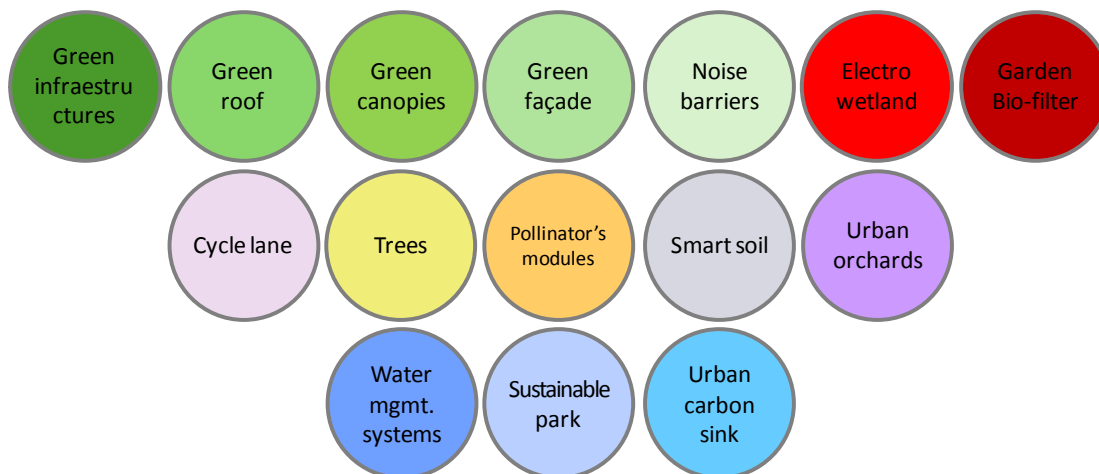 Green
infraestru
ctures
Green
roof
Green
canopies
Green
façade
Noise
barriers
Electro
wetland
Garden
Bio-filter
Cycle lane
Trees
Pollinator's
modules
Smart soil
Urban
orchards
Water
mgmt.
systems
Sustainable
park
Urban
carbon
sink